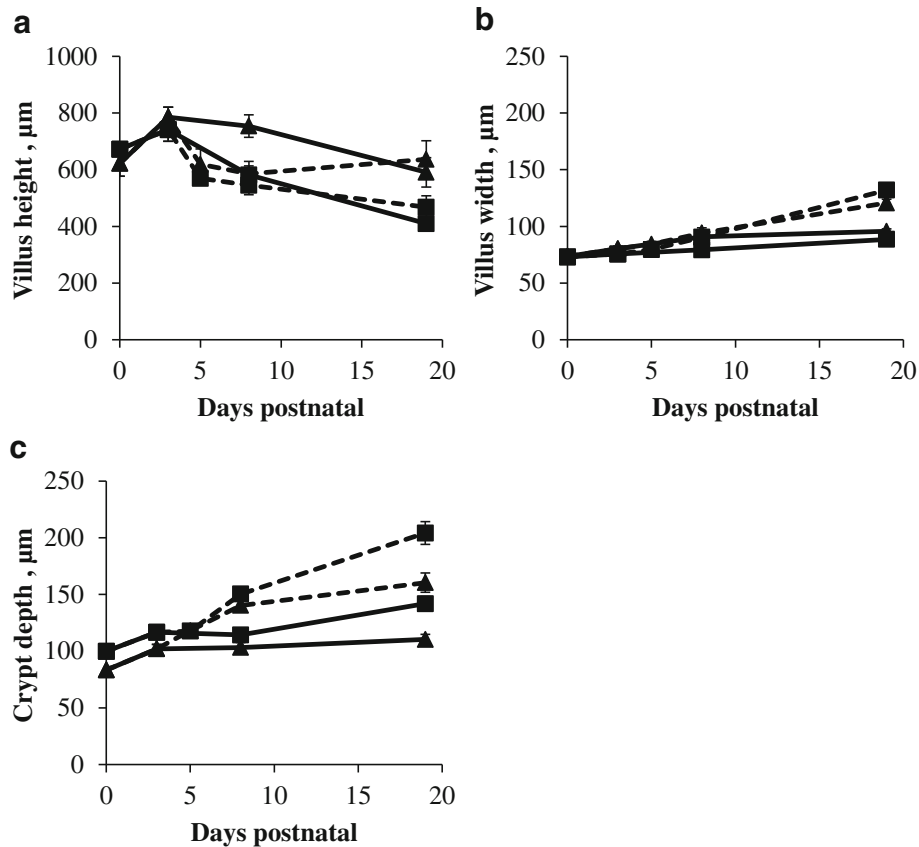 a
1000
800
600
400
200
0
Villus height , µm
0 5 10 15 20
Days postnatal
b
250
200
150
100
50
0
Villus width , µm
0 5 10 15 20
Days postnatal
c
250
200
150
100
50
0
Crypt depth , µm
0 5 10 15 20
Days postnatal